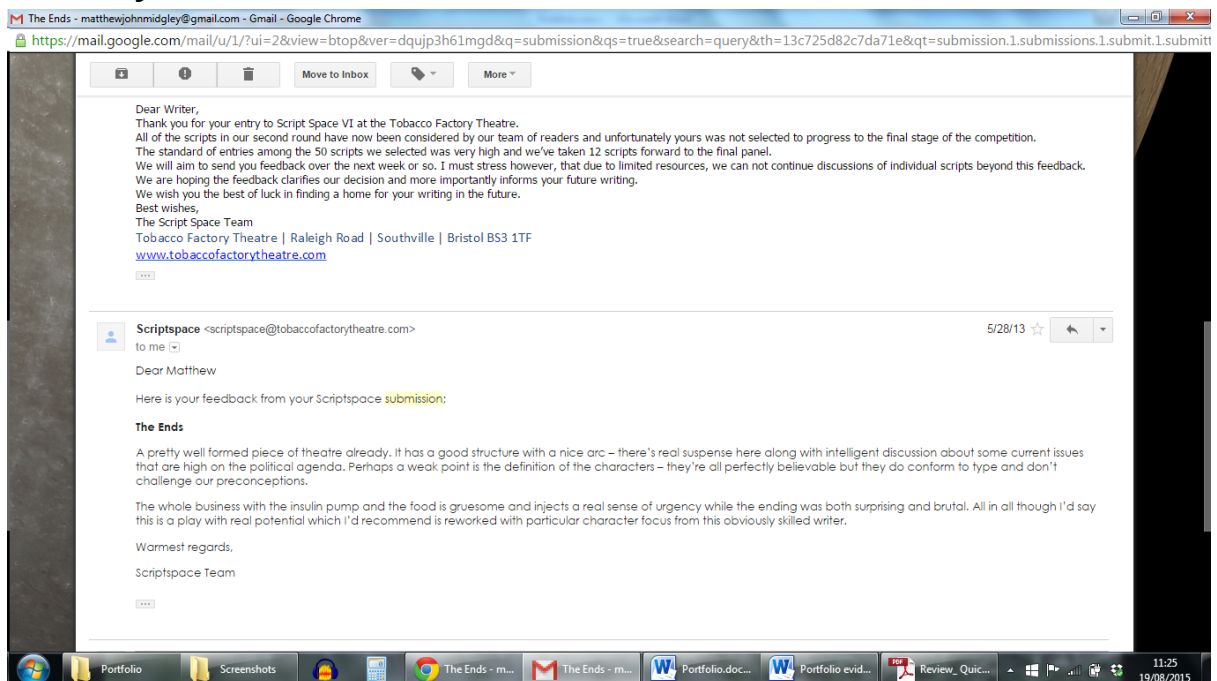 The Ends - matthewjohnmidgley@gmail.com - Gmail - Google Chrome
https://mail.google.com/mail/u/1/?ui=2&view=btop&ver=dqujp3h61mgd&q=submission&qs=true&search=query&th=13c725d82c7da71e&qt=submission.1.submissions.1.submit.1.submitt
Move to Inbox More
Dear Writer,
Thank you for your entry to Script Space VI at the Tobacco Factory Theatre.
All of the scripts in our second round have now been considered by our team of readers and unfortunately yours was not selected to progress to the final stage of the competition.
The standard of entries among the 50 scripts we selected was very high and we've taken 12 scripts forward to the final panel.
We will aim to send you feedback over the next week or so. I must stress however, that due to limited resources, we can not continue discussions of individual scripts beyond this feedback.
We are hoping the feedback clarifies our decision and more importantly informs your future writing.
We wish you the best of luck in finding a home for your writing in the future.
Best wishes,
The Script Space Team
Tobacco Factory Theatre | Raleigh Road | Southville | Bristol BS3 1TF
www.tobaccofactorytheatre.com
Scriptspace <scriptspace@tobaccofactorytheatre.com> 5/28/13
to me
Dear Matthew
Here is your feedback from your Scriptspace submission;
The Ends
A pretty well formed piece of theatre already. It has a good structure with a nice arc – there's real suspense here along with intelligent discussion about some current issues
that are high on the political agenda. Perhaps a weak point is the definition of the characters – they're all perfectly believable but they do conform to type and don't
challenge our preconceptions.
The whole business with the insulin pump and the food is gruesome and injects a real sense of urgency while the ending was both surprising and brutal. All in all though I'd say
this is a play with real potential which I'd recommend is reworked with particular character focus from this obviously skilled writer.
Warmest regards,
Scriptspace Team
Portfolio Screenshots The Ends - m... The Ends - m... Portfolio.doc... Portfolio evid... Review_ Quic... 11:25
19/08/2015